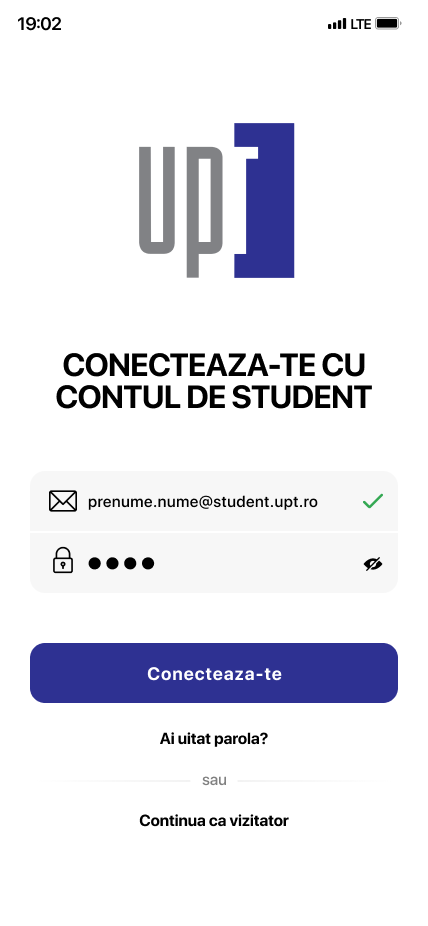 19:02
LTE
upt
CONECTEAZA-TE CU
CONTUL DE STUDENT
prenume.nume@student.upt.ro
Conecteaza-te
Ai uitat parola?
sau
Continua ca vizitator